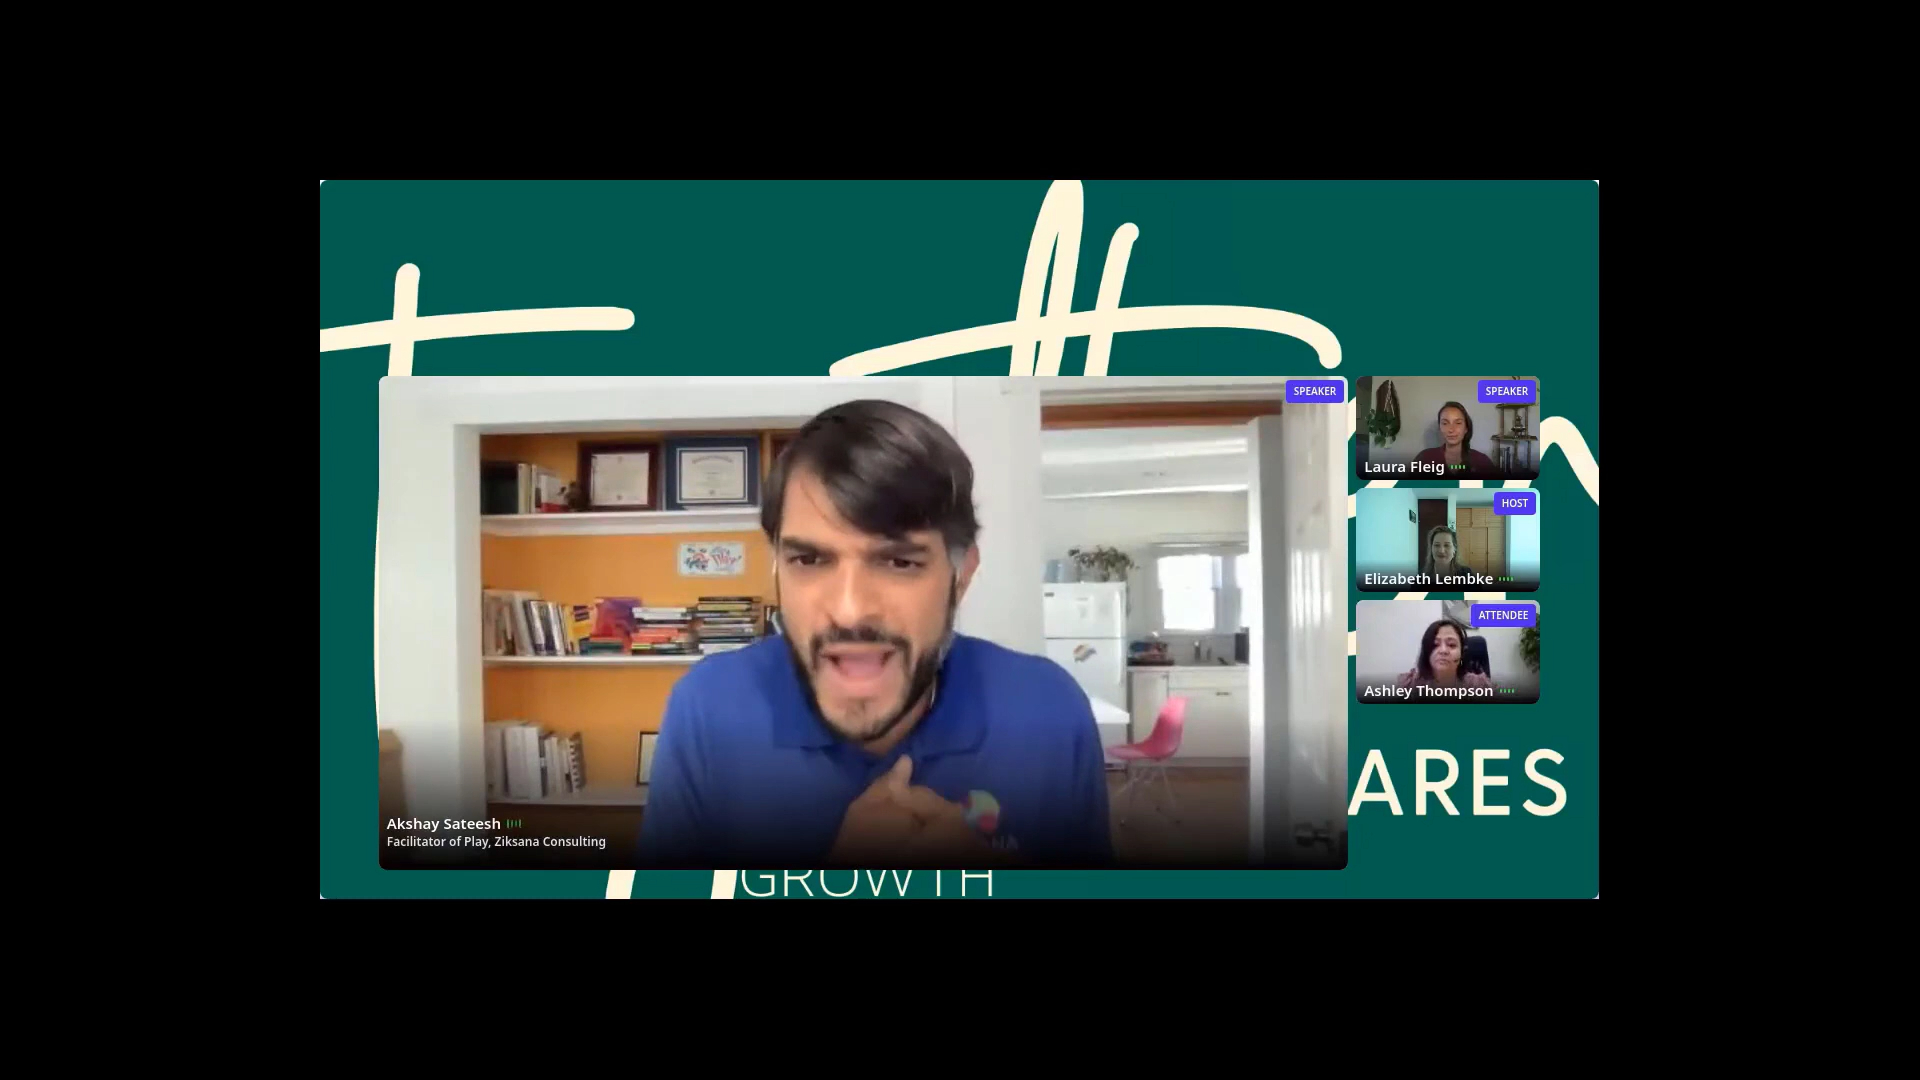 SPEAKER
Akshay Sateesh
Facilitator of Play, Ziksana Consulting
SPEAKER
Laura Fleig
HOST
Elizabeth Lembke
ATTENDEE
Ashley Thompson
ARES
GROWTH